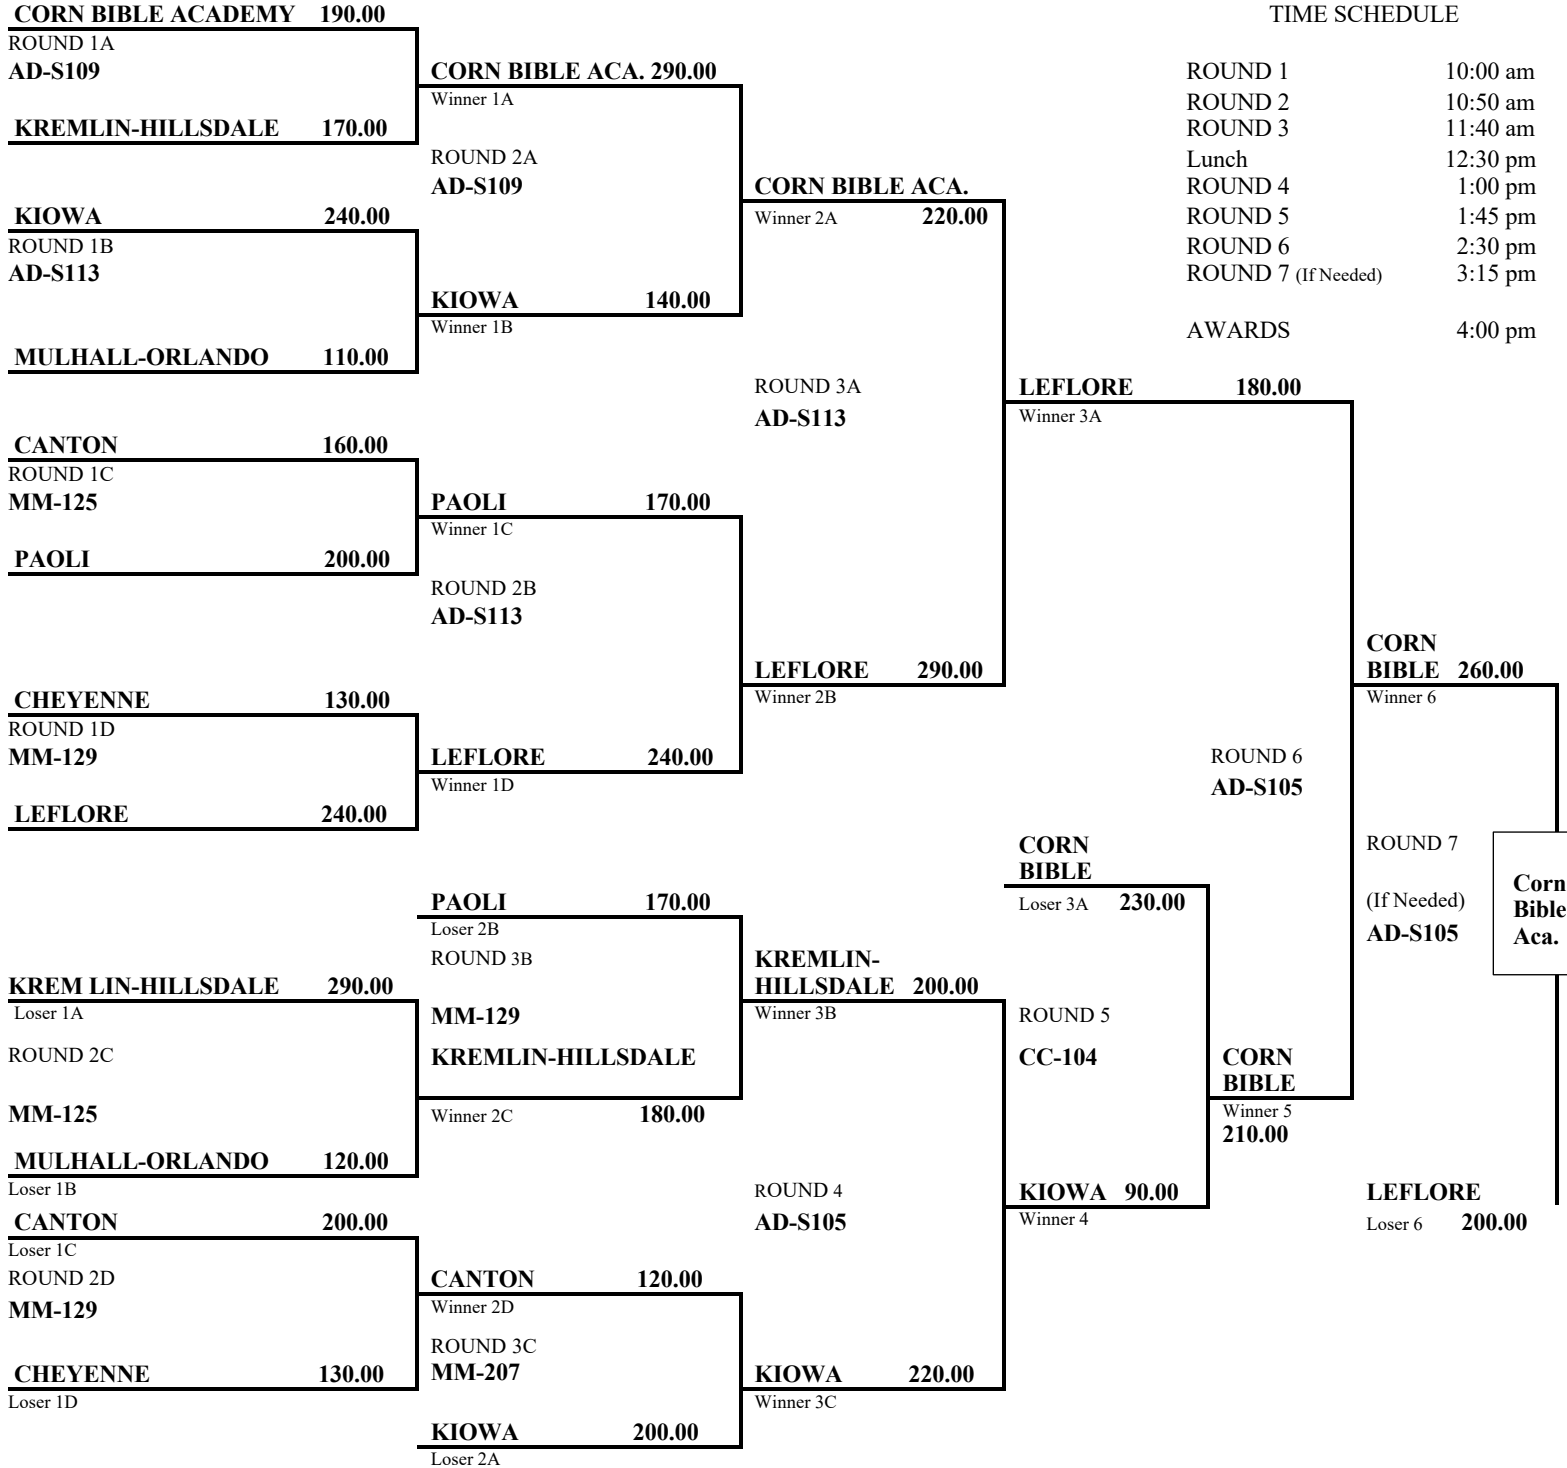 CORN BIBLE ACADEMY 190.00
ROUND 1A
AD-S109
KREMLIN-HILLSDALE 170.00
KIOWA 240.00
ROUND 1B
AD-S113
MULHALL-ORLANDO 110.00
CANTON 160.00
ROUND 1C
MM-125
PAOLI 200.00
CHEYENNE 130.00
ROUND 1D
MM-129
LEFLORE 240.00
KREM LIN-HILLSDALE 290.00
Loser 1A
ROUND 2C
MM-125
MULHALL-ORLANDO 120.00
Loser 1B
CANTON 200.00
Loser 1C
ROUND 2D
MM-129
CHEYENNE 130.00
Loser 1D
CORN BIBLE ACA. 290.00
Winner 1A
ROUND 2A
AD-S109
KIOWA 140.00
Winner 1B
PAOLI 170.00
Winner 1C
ROUND 2B
AD-S113
LEFLORE 240.00
Winner 1D
PAOLI 170.00
Loser 2B
ROUND 3B
MM-129
KREMLIN-HILLSDALE
Winner 2C 180.00
CANTON 120.00
Winner 2D
ROUND 3C
MM-207
KIOWA 200.00
Loser 2A
CORN BIBLE ACA.
Winner 2A 220.00
ROUND 3A
AD-S113
LEFLORE 290.00
Winner 2B
KREMLIN-
HILLSDALE 200.00
Winner 3B
ROUND 4
AD-S105
KIOWA 220.00
Winner 3C
LEFLORE 180.00
Winner 3A
CORN
BIBLE
Loser 3A 230.00
ROUND 5
CC-104
KIOWA 90.00
Winner 4
ROUND 6
AD-S105
CORN
BIBLE
Winner 5
210.00
CORN
BIBLE 260.00
Winner 6
ROUND 7
(If Needed)
AD-S105
LEFLORE
Loser 6 200.00
Corn
Bible
Aca.
TIME SCHEDULE
ROUND 1 10:00 am
ROUND 2 10:50 am
ROUND 3 11:40 am
Lunch 12:30 pm
ROUND 4 1:00 pm
ROUND 5 1:45 pm
ROUND 6 2:30 pm
ROUND 7 (If Needed) 3:15 pm
AWARDS 4:00 pm